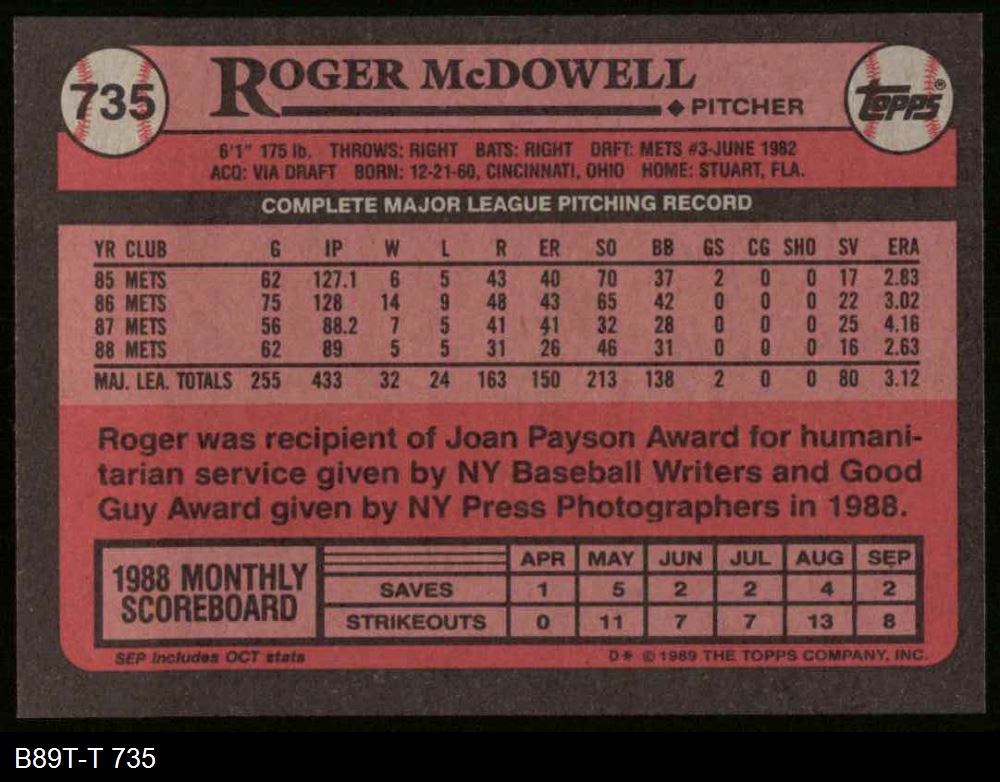 735
ROGER McDOWELL
PITCHER
topps®
6'1" 175 lb. THROWS: RIGHT BATS: RIGHT DRFT: METS #3-JUNE 1982
ACQ: VIA DRAFT BORN: 12-21-60, CINCINNATI, OHIO HOME: STUART, FLA.
COMPLETE MAJOR LEAGUE PITCHING RECORD
YR CLUB G IP W L R ER SO BB GS CG SHO SV ERA
85 METS 62 127.1 6 5 43 40 70 37 2 0 0 17 2.83
86 METS 75 128 14 9 48 43 65 42 0 0 0 22 3.02
87 METS 56 88.2 7 5 41 41 32 28 0 0 0 25 4.16
88 METS 62 89 5 5 31 26 46 31 0 0 0 16 2.63
MAJ. LEA. TOTALS 255 433 32 24 163 150 213 138 2 0 0 80 3.12
Roger was recipient of Joan Payson Award for humani-
tarian service given by NY Baseball Writers and Good
Guy Award given by NY Press Photographers in 1988.
1988 MONTHLY
SCOREBOARD
APR MAY JUN JUL AUG SEP
SAVES 1 5 2 2 4 2
STRIKEOUTS 0 11 7 7 13 8
SEP includes OCT stats
D* © 1989 THE TOPPS COMPANY, INC.
B89T-T 735